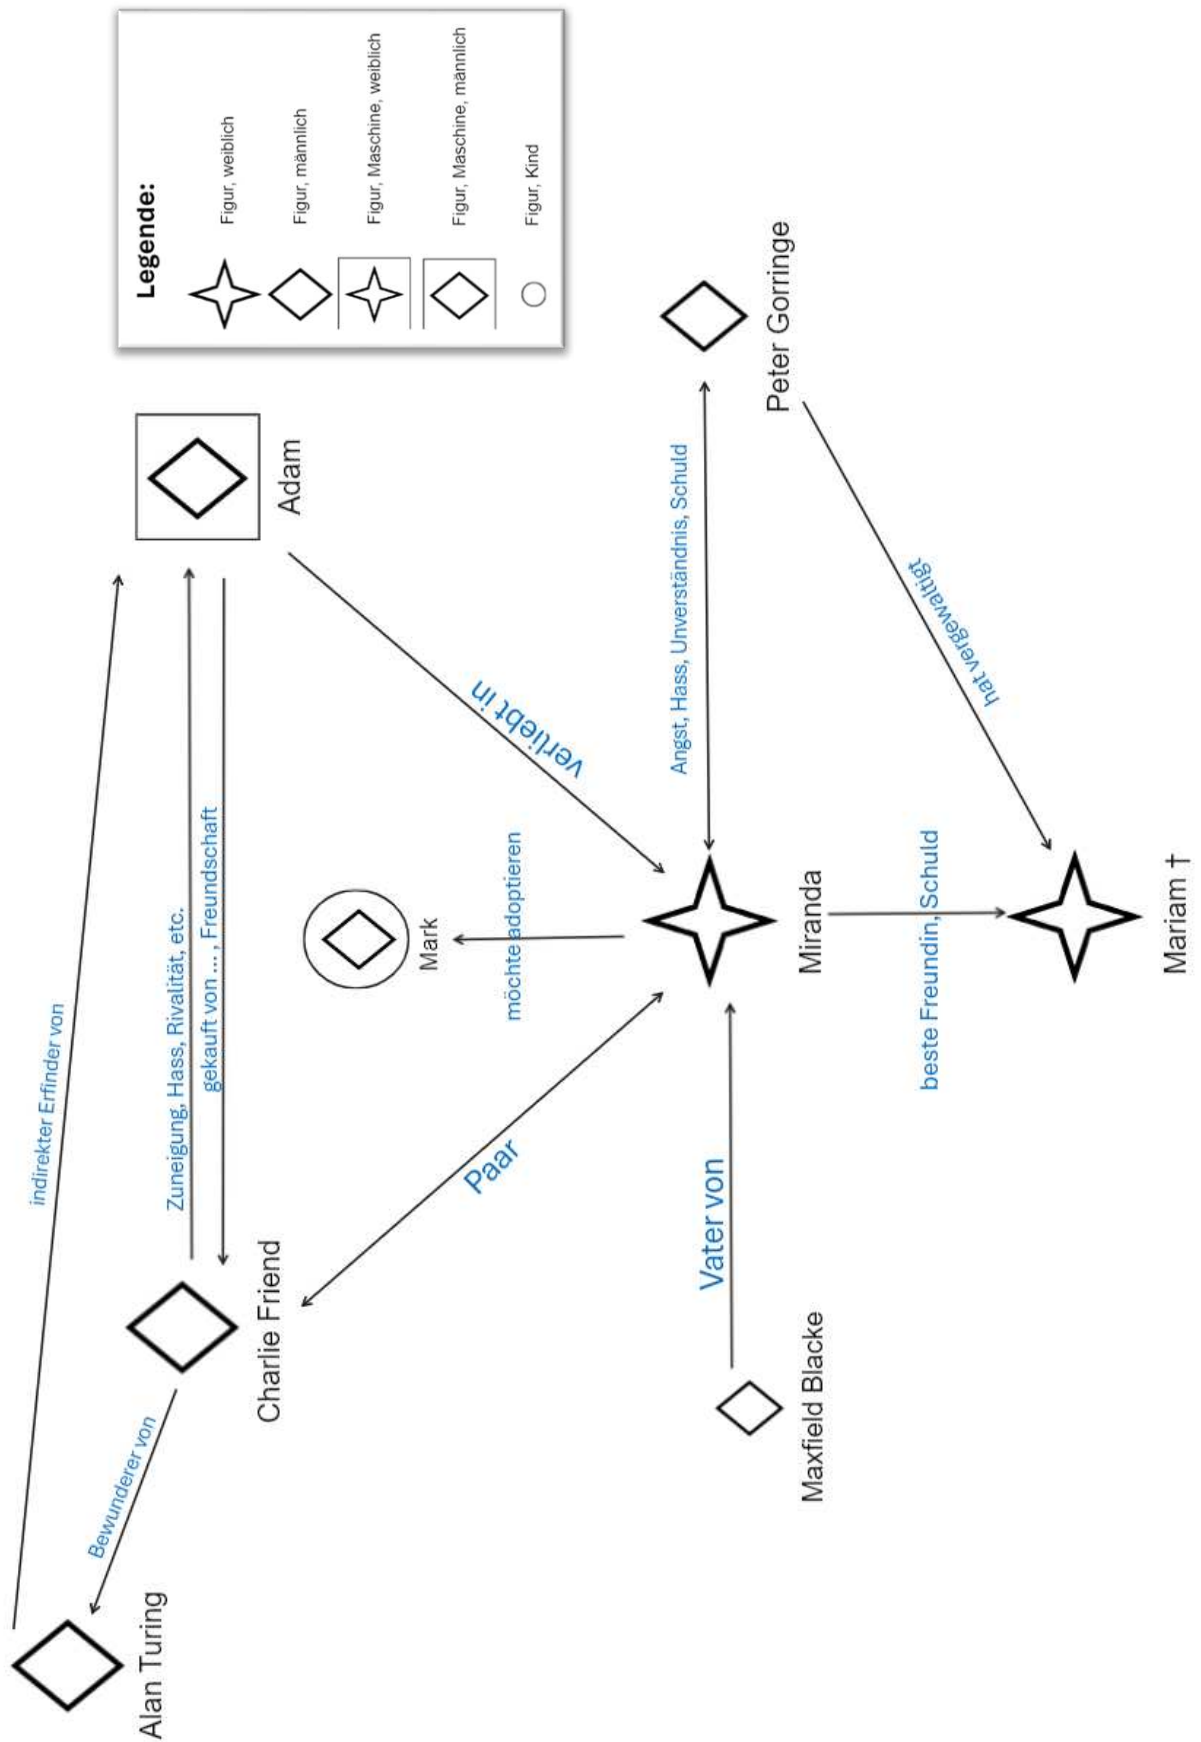 Legende:
Figur, weiblich
Figur, männlich
Figur, Maschine, weiblich
Figur, Maschine, männlich
Figur, Kind
indirekter Erfinder von
Alan Turing
Bewunderer von
Charlie Friend
Zuneigung, Hass, Rivalität, etc.
gekauft von ... , Freundschaft
Adam
Mark
verliebt in
Paar
möchte adoptieren
Angst, Hass, Unverständnis, Schuld
Vater von
Maxfield Blacke
Miranda
Peter Gorringe
beste Freundin, Schuld
hat vergewaltigt
Mariam †